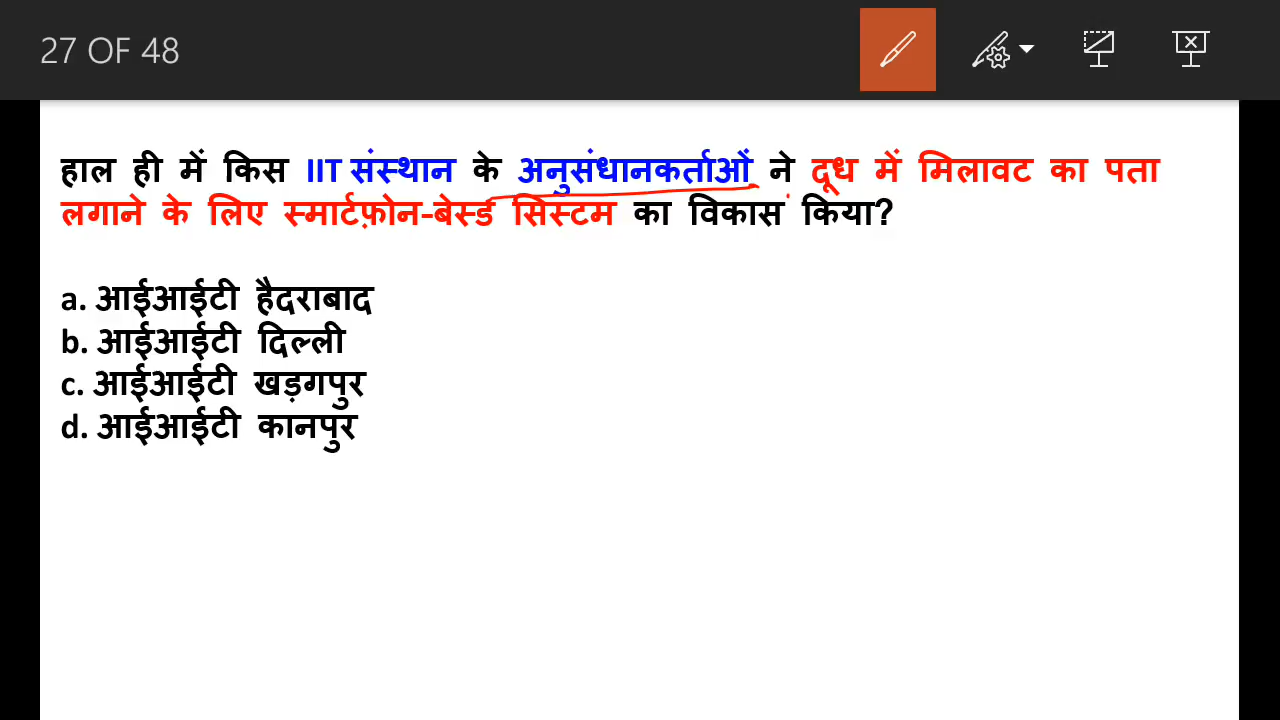 27 OF 48
हाल ही में किस IIT संस्थान के अनुसंधानकर्ताओं ने दूध में मिलावट का पता
लगाने के लिए स्मार्टफ़ोन-बेस्ड सिस्टम का विकास किया?
a. आईआईटी हैदराबाद
b. आईआईटी दिल्ली
c. आईआईटी खड़गपुर
d. आईआईटी कानपुर